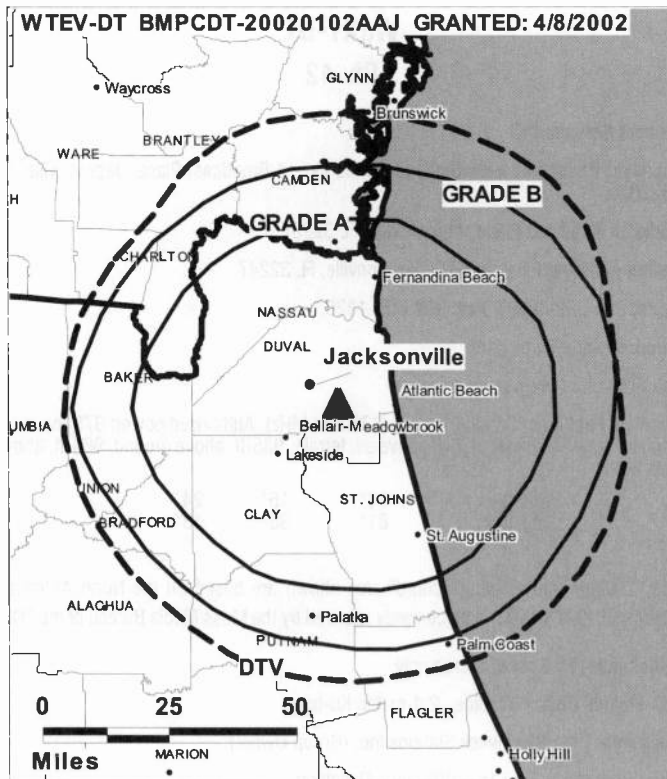 WTEV-DT BMPCDT-20020102AAJ GRANTED: 4/8/2002
GLYNN
Waycross
Brunswick
BRANTLEY
WARE
CAMDEN
H
GRADE B
GRADE A
CHARLTON
Fernandina Beach
NASSAU
DUVAL
Jacksonville
BAKER
Atlantic Beach
UMBIA
Bellair-Meadowbrook
Lakeside
UNION
ST. JOHNS
CLAY
BRADFORD
St. Augustine
ALAGHUA
Palatka
PUTNAM
Palm Coast
DTV
0 25 50
FLAGLER
Miles
MARION
Holly Hill